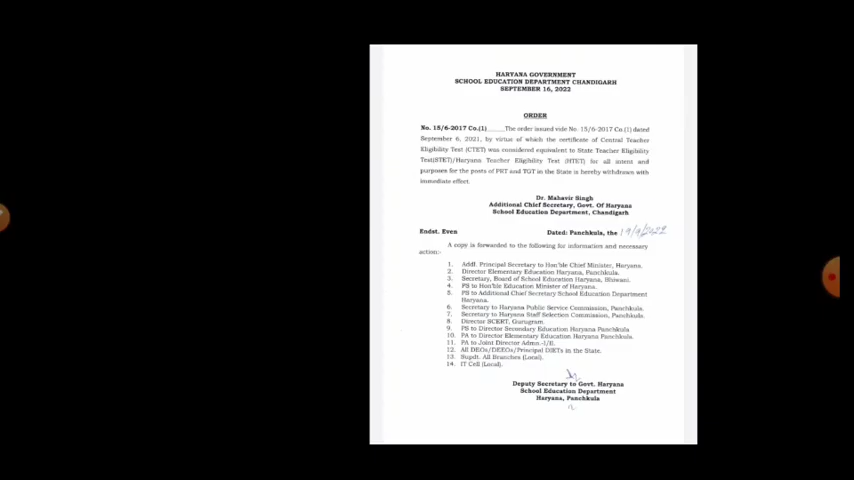 HARYANA GOVERNMENT
SCHOOL EDUCATION DEPARTMENT CHANDIGARH
SEPTEMBER 16, 2022
ORDER
No. 15/6-2017 Co.(1)____The order issued vide No. 15/6-2017 Co.(1) dated
September 6, 2021, by virtue of which the certificate of Central Teacher
Eligibility Test (CTET) was considered equivalent to State Teacher Eligibility
Test(STET)/Haryana Teacher Eligibility Test (HTET) for all intent and
purposes for the posts of PRT and TGT in the State is hereby withdrawn with
immediate effect.
Dr. Mahavir Singh
Additional Chief Secretary, Govt. Of Haryana
School Education Department, Chandigarh
Endst. Even Dated: Panchkula, the 19/9/2022
A copy is forwarded to the following for information and necessary
action:-
1. Addl. Principal Secretary to Hon'ble Chief Minister, Haryana.
2. Director Elementary Education Haryana, Panchkula.
3. Secretary, Board of School Education Haryana, Bhiwani.
4. PS to Hon'ble Education Minister of Haryana.
5. PS to Additional Chief Secretary School Education Department
Haryana.
6. Secretary to Haryana Public Service Commission, Panchkula.
7. Secretary to Haryana Staff Selection Commission, Panchkula.
8. Director SCERT, Gurugram.
9. PS to Director Secondary Education Haryana Panchkula.
10. PA to Director Elementary Education Haryana Panchkula.
11. PA to Joint Director Admn.-I/II.
12. All DEOs/DEEOs/Principal DIETs in the State.
13. Supdt. All Branches (Local).
14. IT Cell (Local).
Deputy Secretary to Govt. Haryana
School Education Department
Haryana, Panchkula